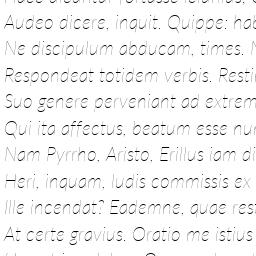 Audeo dicere, inquit. Quippe: hab
Ne discipulum abducam, times. N
Respondeat totidem verbis. Resti
Suo genere perveniant ad extrem
Qui ita affectus, beatum esse nu
Nam Pyrrho, Aristo, Erillus iam di
Heri, inquam, ludis commissis ex
Ille incendat? Eademne, quae rest
At certe gravius. Oratio me istius